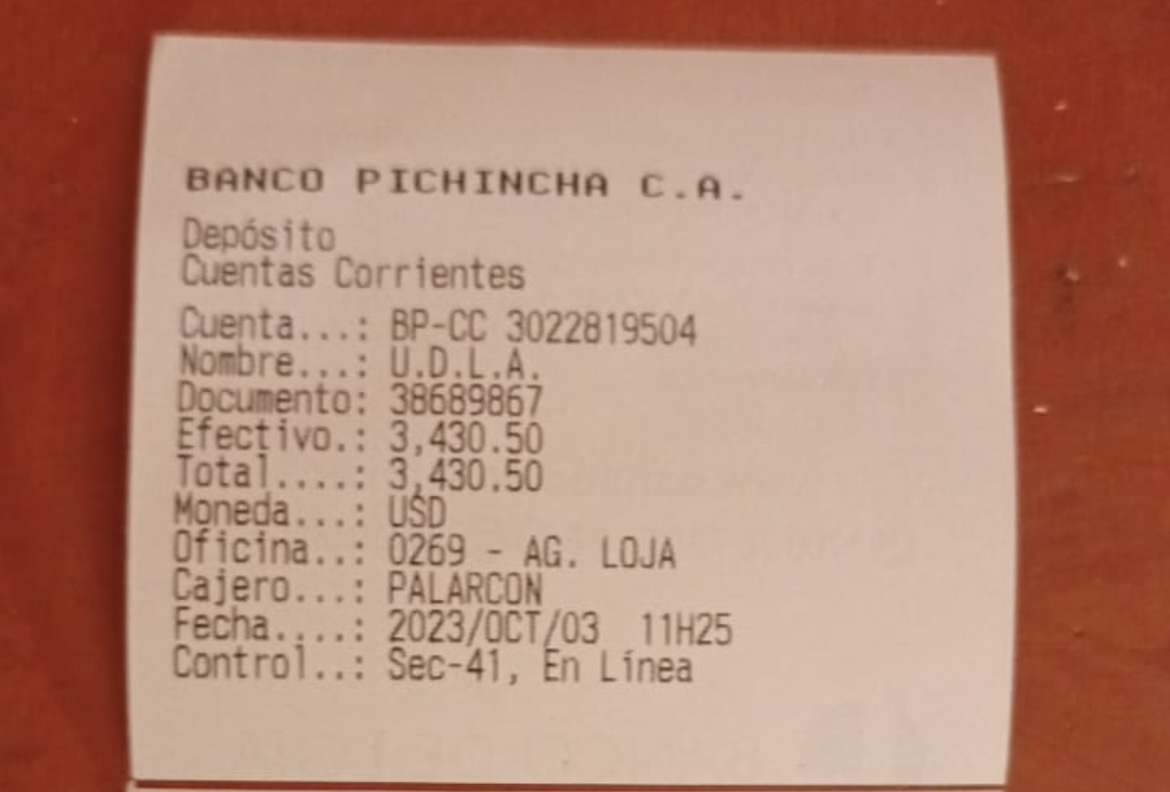 BANCO PICHINCHA C.A.
Depósito
Cuentas Corrientes
Cuenta...: BP-CC 3022819504
Nombre...: U.D.L.A.
Documento: 38689867
Efectivo.: 3,430.50
Total....: 3,430.50
Moneda...: USD
Oficina..: 0269 - AG. LOJA
Cajero...: PALARCON
Fecha....: 2023/OCT/03 11H25
Control..: Sec-41, En Línea